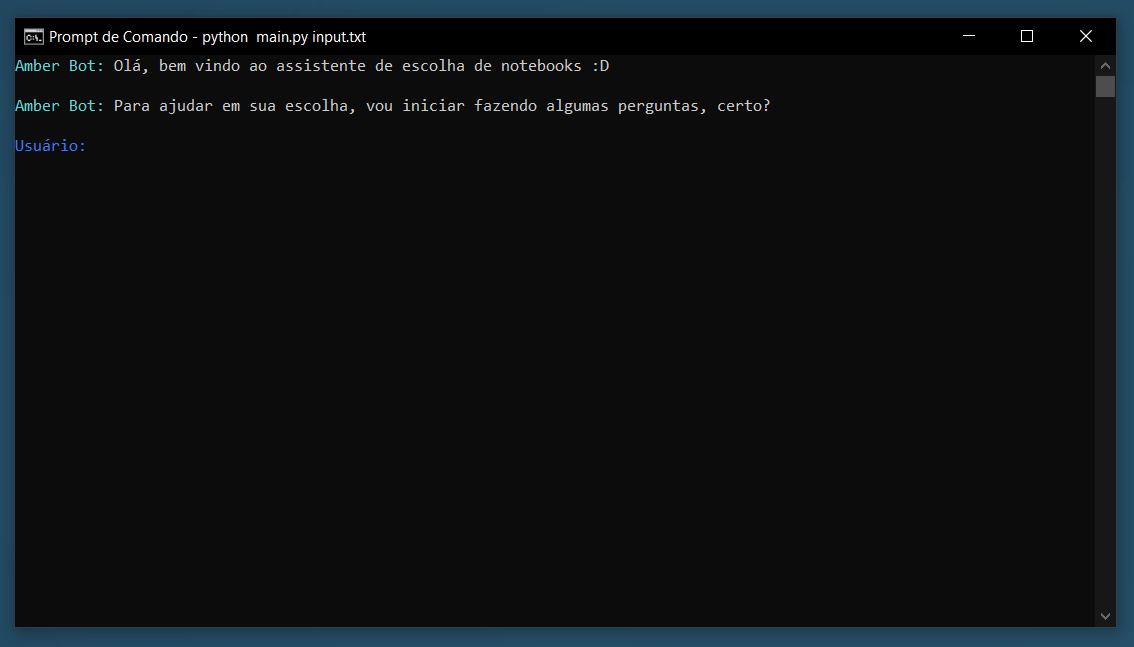 Prompt de Comando - python  main.py input.txt
Amber Bot: Olá, bem vindo ao assistente de escolha de notebooks :D
Amber Bot: Para ajudar em sua escolha, vou iniciar fazendo algumas perguntas, certo?
Usuário: